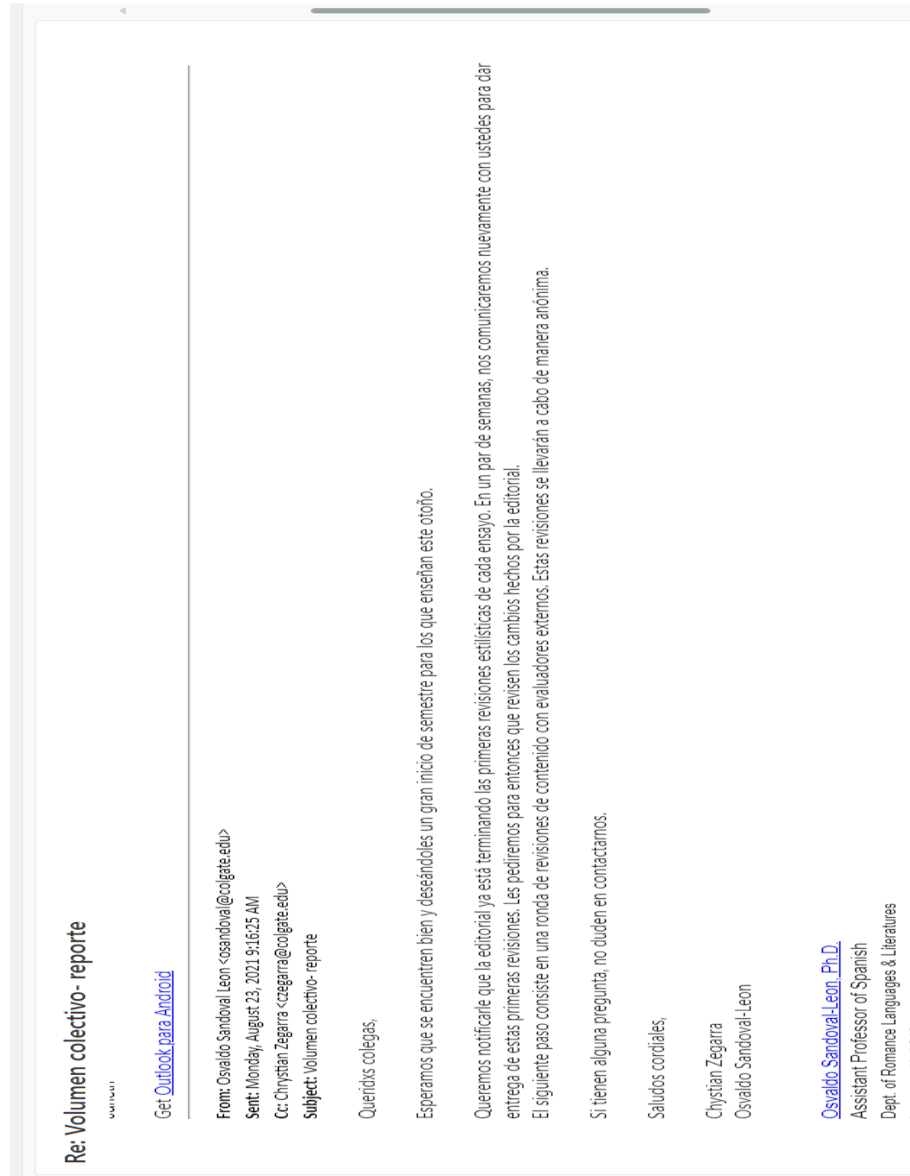 Re: Volumen colectivo- reporte
Get Outlook para Android
From: Osvaldo Sandoval Leon <osandoval@colgate.edu>
Sent: Monday, August 23, 2021 9:16:25 AM
Cc: Chrystian Zegarra <czegarra@colgate.edu>
Subject: Volumen colectivo- reporte
Queridxs colegas,
Esperamos que se encuentren bien y deseándoles un gran inicio de semestre para los que enseñan este otoño.
Queremos notificarle que la editorial ya está terminando las primeras revisiones estilísticas de cada ensayo. En un par de semanas, nos comunicaremos nuevamente con ustedes para dar
entrega de estas primeras revisiones. Les pediremos para entonces que revisen los cambios hechos por la editorial.
El siguiente paso consiste en una ronda de revisiones de contenido con evaluadores externos. Estas revisiones se llevarán a cabo de manera anónima.
Si tienen alguna pregunta, no duden en contactarnos.
Saludos cordiales,
Chystian Zegarra
Osvaldo Sandoval-Leon
Osvaldo Sandoval-Leon, Ph.D.
Assistant Professor of Spanish
Dept. of Romance Languages & Literatures